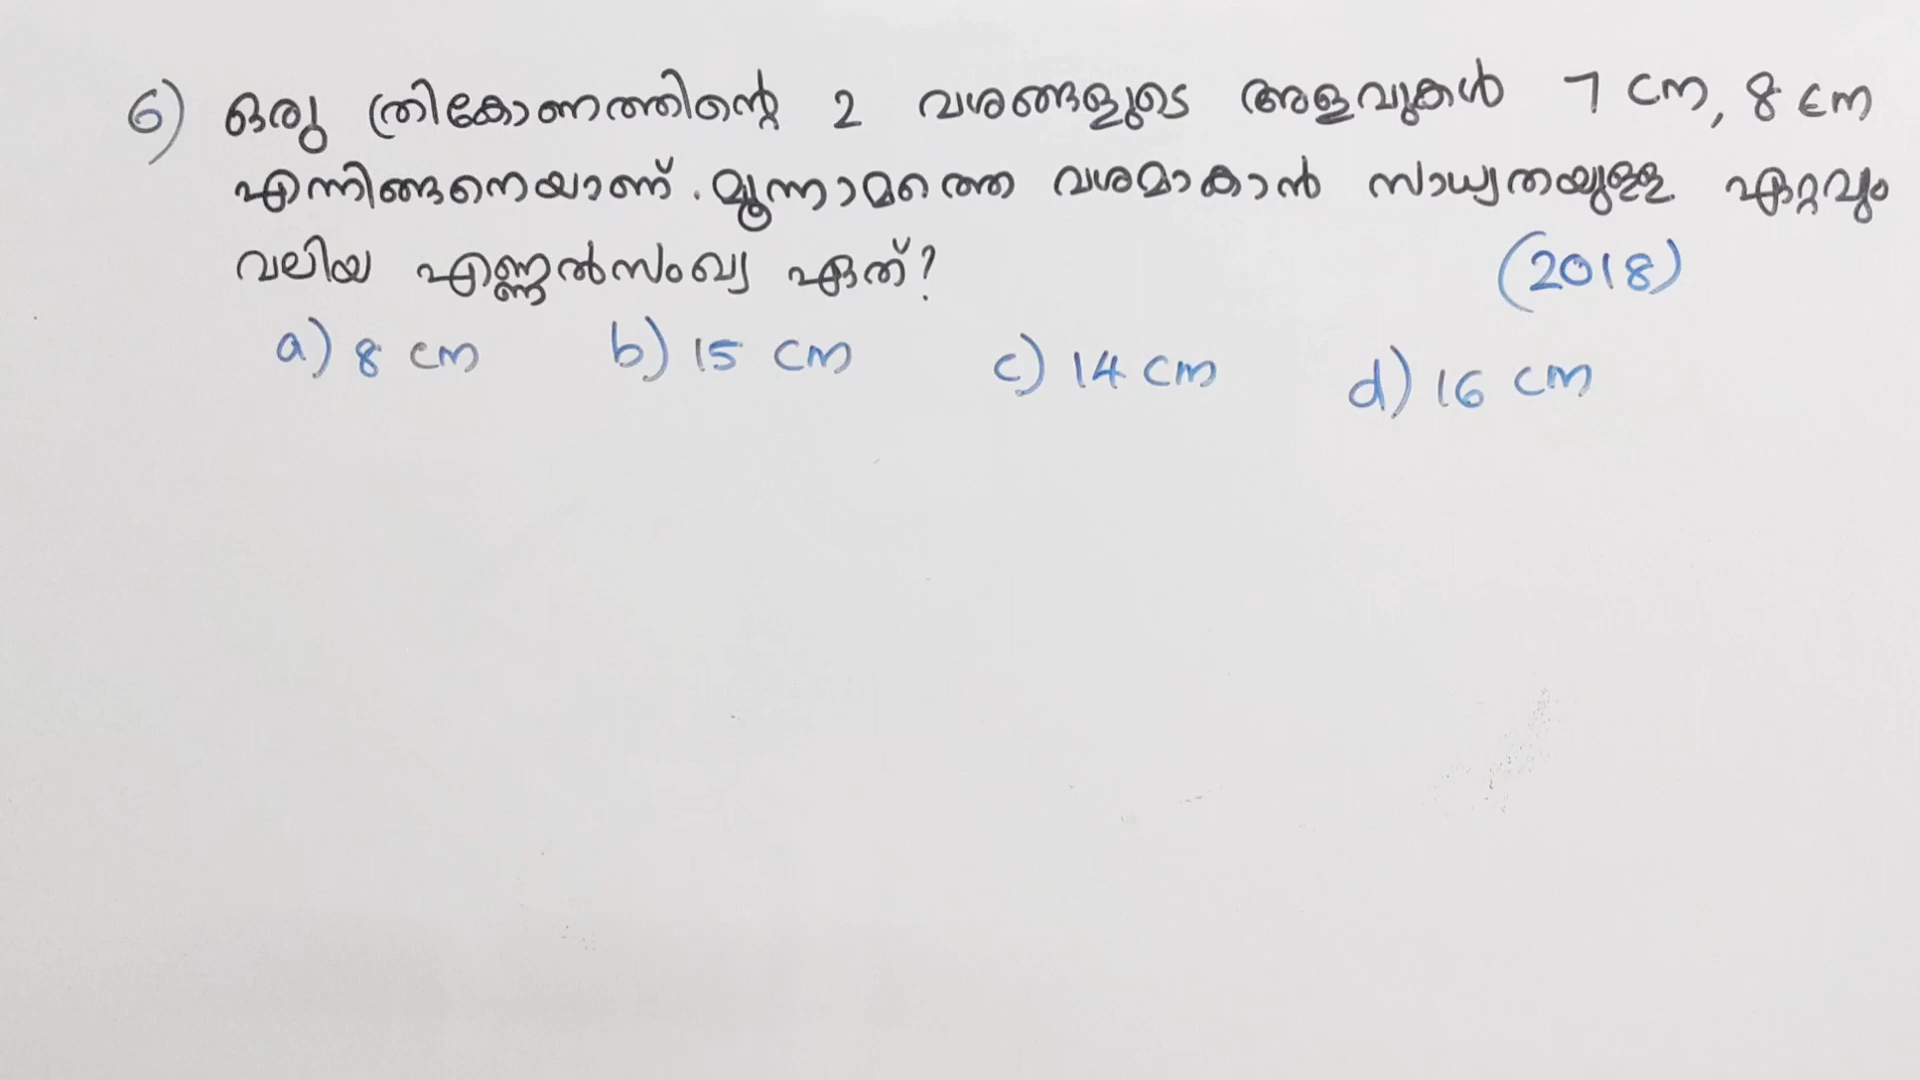 6) ഒരു ത്രികോണത്തിന്റെ 2 വശങ്ങളുടെ അളവുകൾ 7 cm, 8 cm
എന്നിങ്ങനെയാണ്. മൂന്നാമത്തെ വശമാകാൻ സാധ്യതയുള്ള ഏറ്റവും
വലിയ എണ്ണൽസംഖ്യ ഏത്? (2018)
a) 8 cm b) 15 cm c) 14 cm d) 16 cm